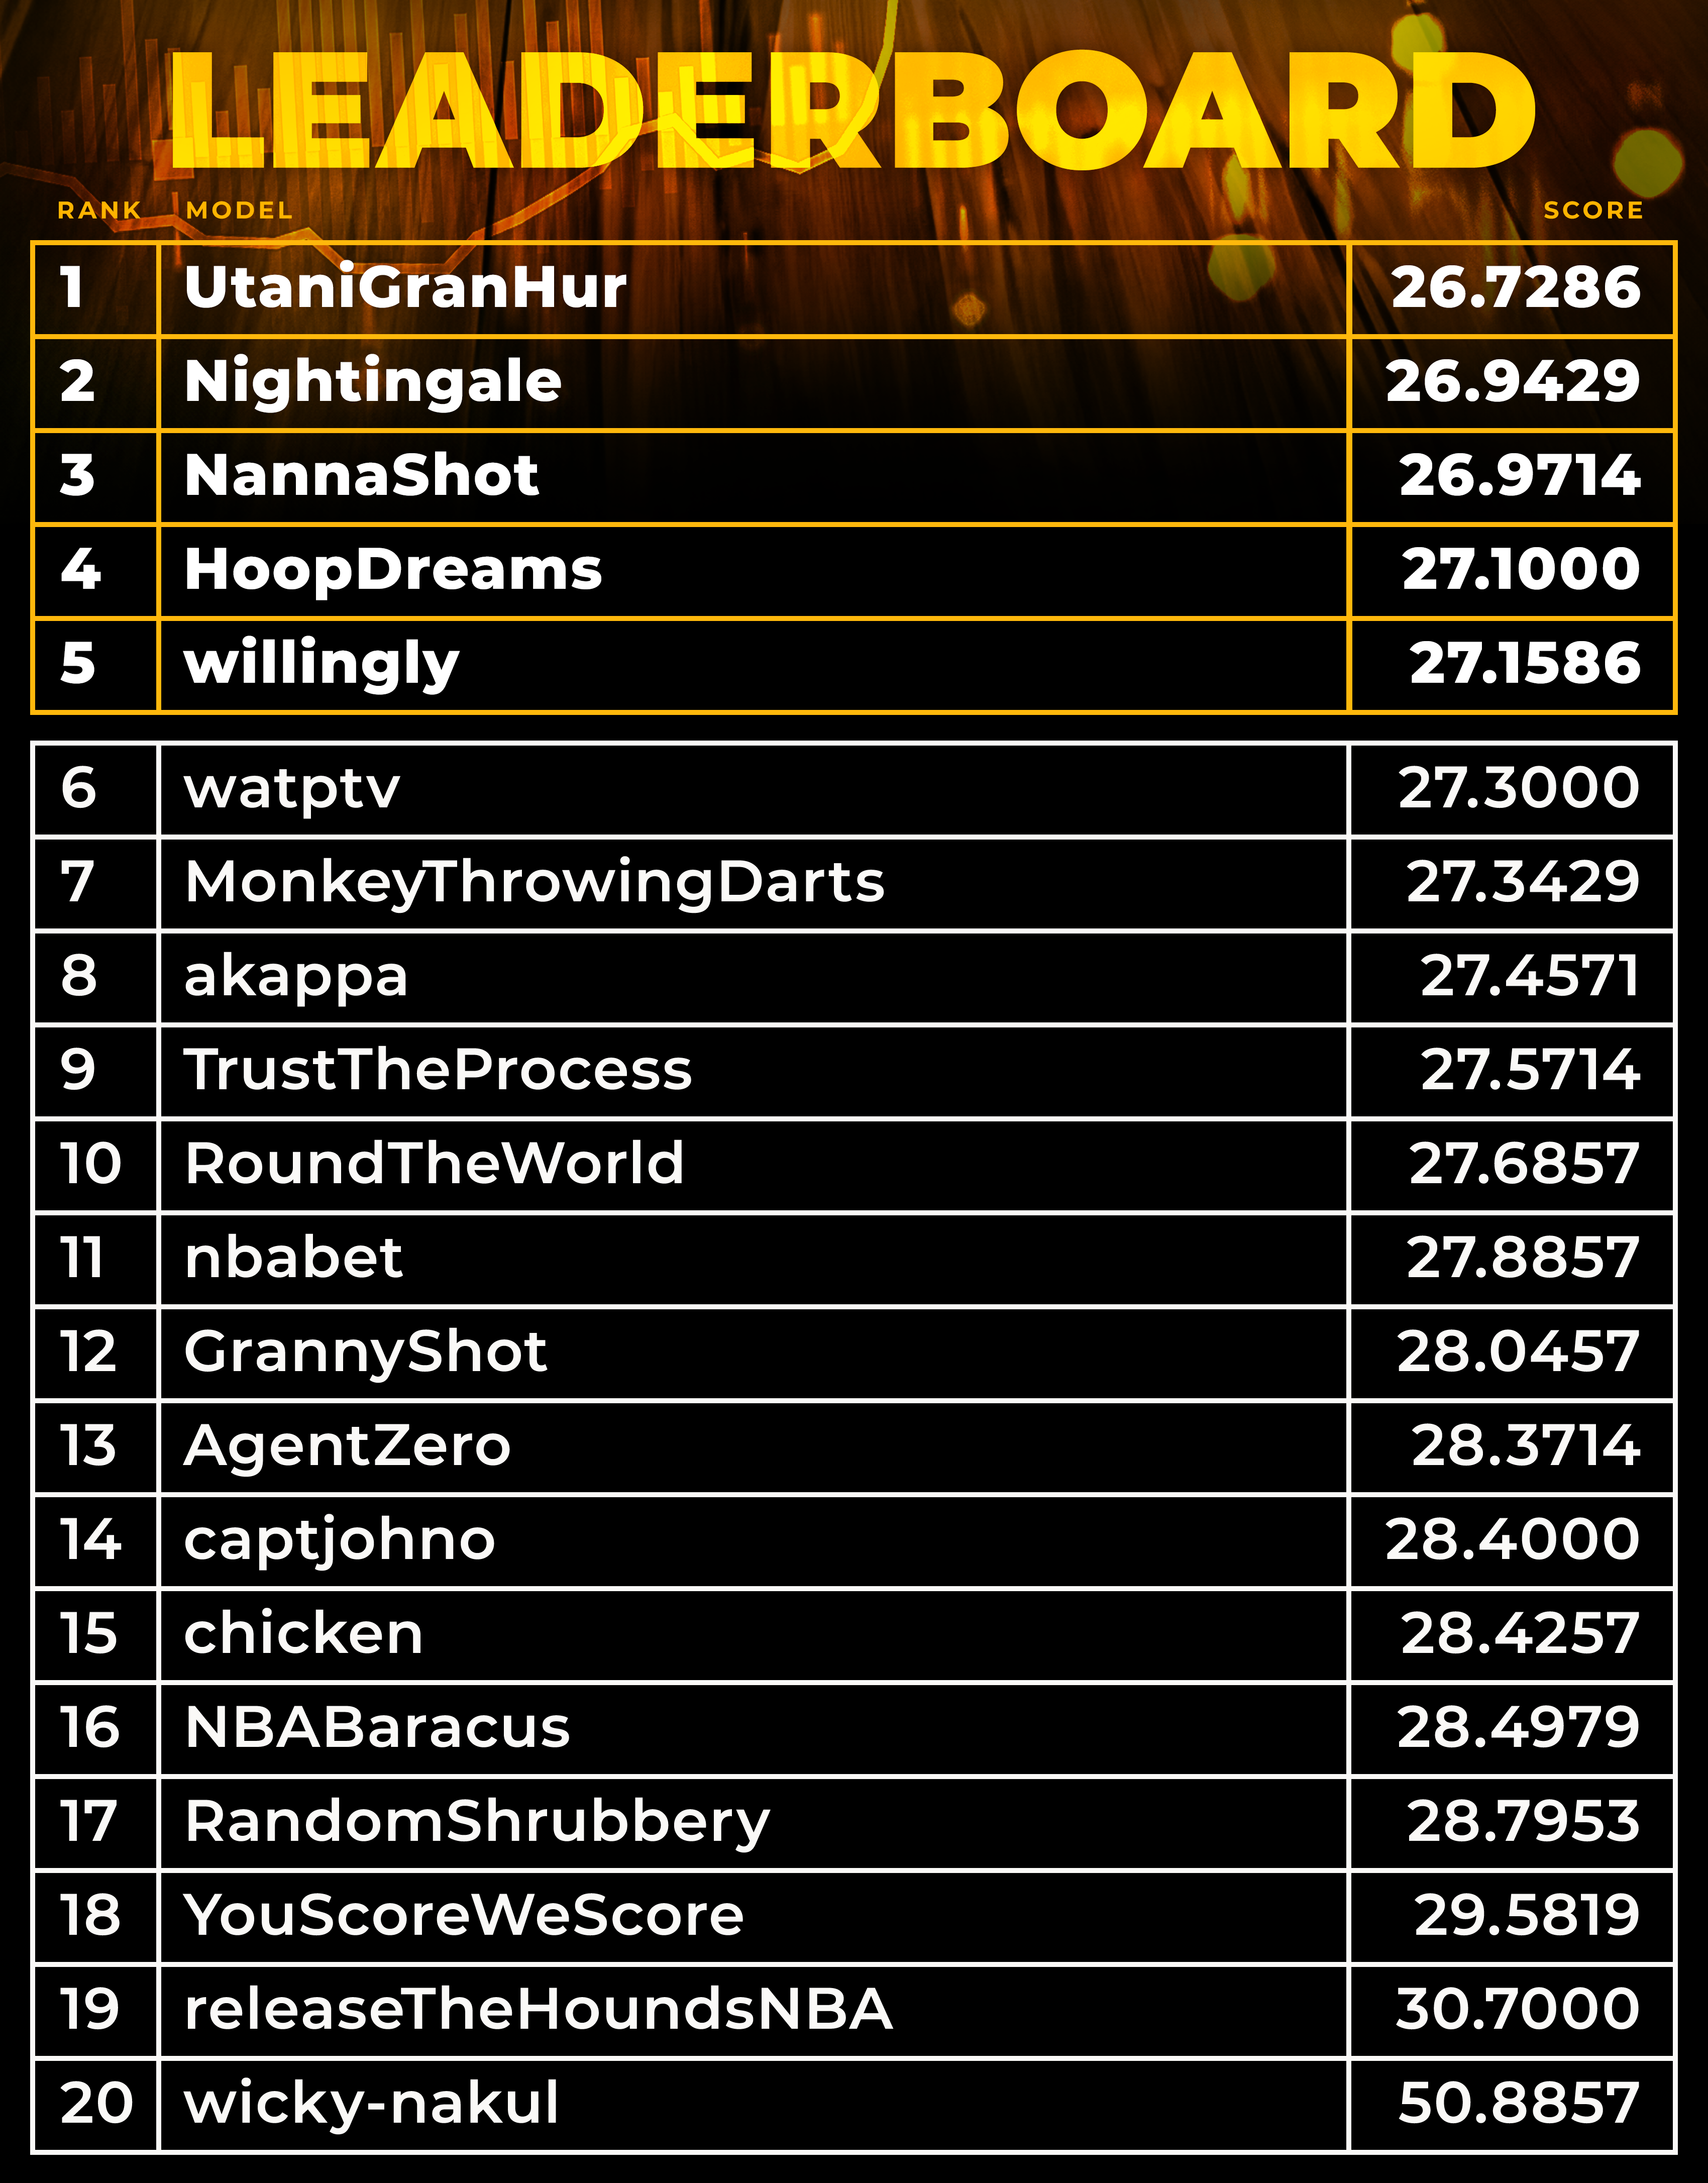 LEADERBOARD
RANK MODEL SCORE
1 UtaniGranHur 26.7286
2 Nightingale 26.9429
3 NannaShot 26.9714
4 HoopDreams 27.1000
5 willingly 27.1586
6 watptv 27.3000
7 MonkeyThrowingDarts 27.3429
8 akappa 27.4571
9 TrustTheProcess 27.5714
10 RoundTheWorld 27.6857
11 nbabet 27.8857
12 GrannyShot 28.0457
13 AgentZero 28.3714
14 captjohno 28.4000
15 chicken 28.4257
16 NBABaracus 28.4979
17 RandomShrubbery 28.7953
18 YouScoreWeScore 29.5819
19 releaseTheHoundsNBA 30.7000
20 wicky-nakul 50.8857